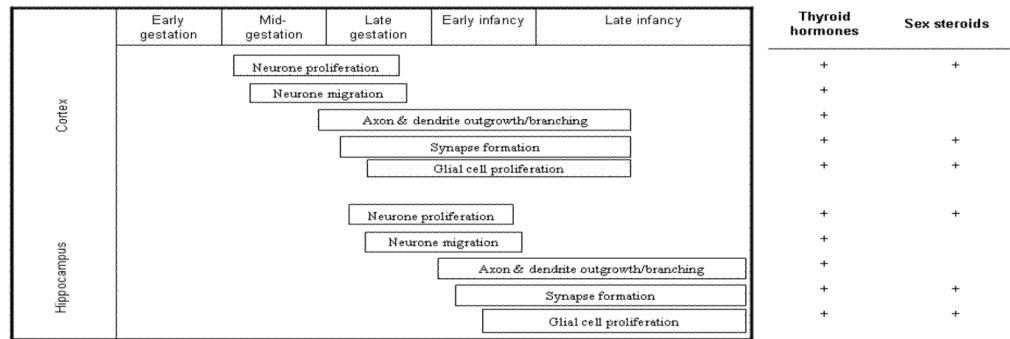 Early gestation
Mid-gestation
Late gestation
Early infancy
Late infancy
Thyroid hormones
Sex steroids
Cortex
Neurone proliferation + +
Neurone migration +
Axon & dendrite outgrowth/branching +
Synapse formation + +
Glial cell proliferation + +
Hippocampus
Neurone proliferation + +
Neurone migration +
Axon & dendrite outgrowth/branching +
Synapse formation + +
Glial cell proliferation + +